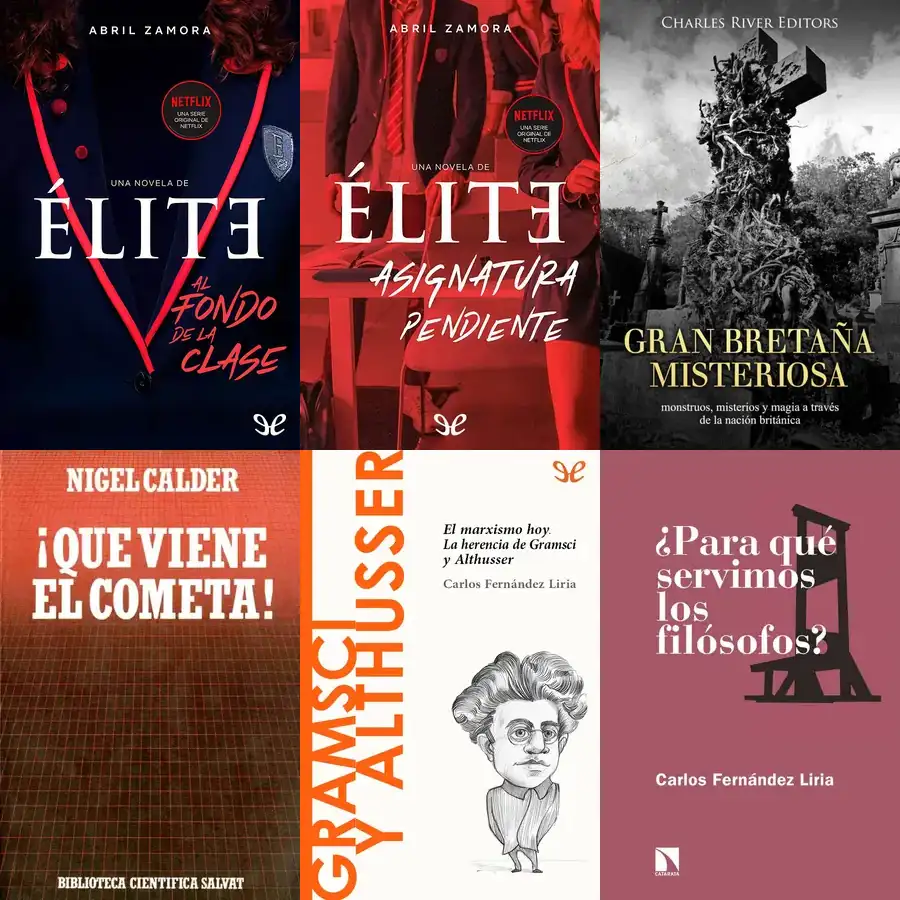 ABRIL ZAMORA
NETFLIX
UNA SERIE
ORIGINAL DE
NETFLIX
UNA NOVELA DE
ÉLITE
AL
FONDO
DE LA
CLASE
ABRIL ZAMORA
NETFLIX
UNA SERIE
ORIGINAL DE
NETFLIX
UNA NOVELA DE
ÉLITE
ASIGNATURA
PENDIENTE
CHARLES RIVER EDITORS
GRAN BRETAÑA
MISTERIOSA
monstruos, misterios y magia a través
de la nación británica
NIGEL CALDER
¡QUE VIENE
EL COMETA!
BIBLIOTECA CIENTIFICA SALVAT
GRAMSCI
Y ALTHUSSER
El marxismo hoy.
La herencia de Gramsci
y Althusser
Carlos Fernández Liria
¿Para qué
servimos
los
filósofos?
Carlos Fernández Liria
CATARATA